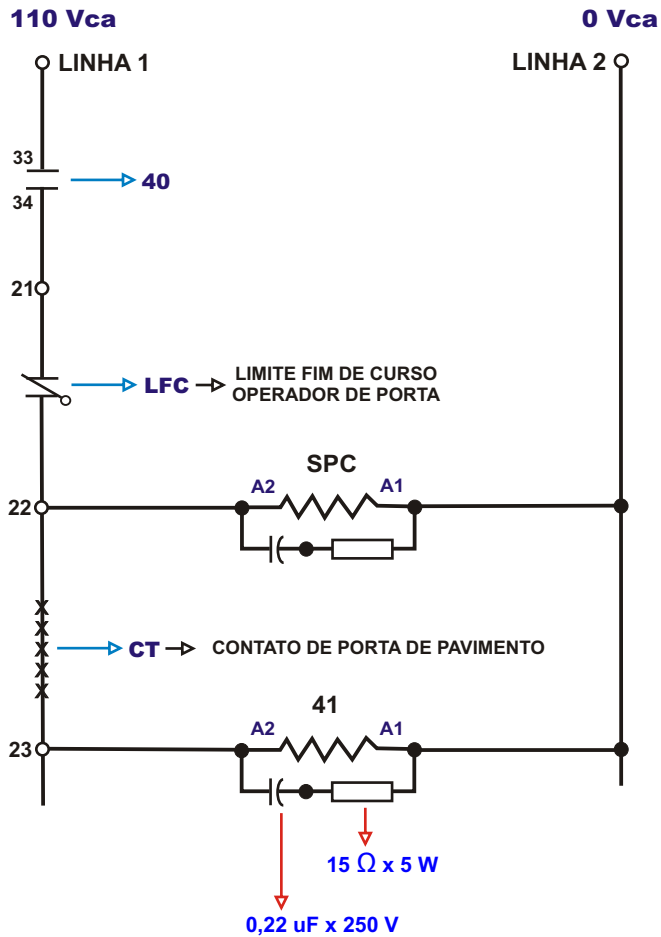 110 Vca
0 Vca
LINHA 1
LINHA 2
33
40
34
21
LFC
LIMITE FIM DE CURSO
OPERADOR DE PORTA
SPC
A2
A1
22
X
X
X
X
X
CT
CONTATO DE PORTA DE PAVIMENTO
41
A2
A1
23
15 Ω x 5 W
0,22 uF x 250 V